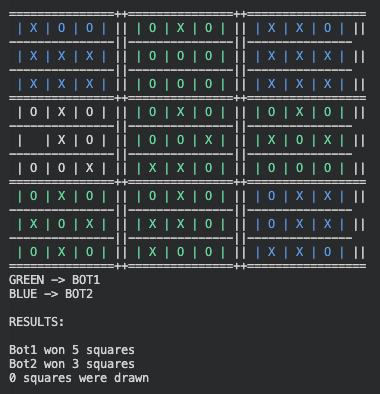 ===============++===============++=================
| X | O | O | || | O | X | O | || | X | X | O | ||
---------------||---------------||---------------
| X | X | X | || | O | O | O | || | X | X | X | ||
---------------||---------------||---------------
| X | X | X | || | O | O | O | || | X | X | X | ||
===============++===============++=================
| O | X | O | || | O | X | O | || | O | X | O | ||
---------------||---------------||---------------
|   | X | O | || | O | O | X | || | X | O | X | ||
---------------||---------------||---------------
| O | O | X | || | X | X | O | || | O | O | O | ||
===============++===============++=================
| O | X | O | || | O | X | O | || | O | X | X | ||
---------------||---------------||---------------
| X | O | X | || | X | X | O | || | O | X | X | ||
---------------||---------------||---------------
| O | X | O | || | X | O | O | || | O | X | X | ||
===============++===============++=================
GREEN -> BOT1
BLUE -> BOT2
RESULTS:
Bot1 won 5 squares
Bot2 won 3 squares
0 squares were drawn